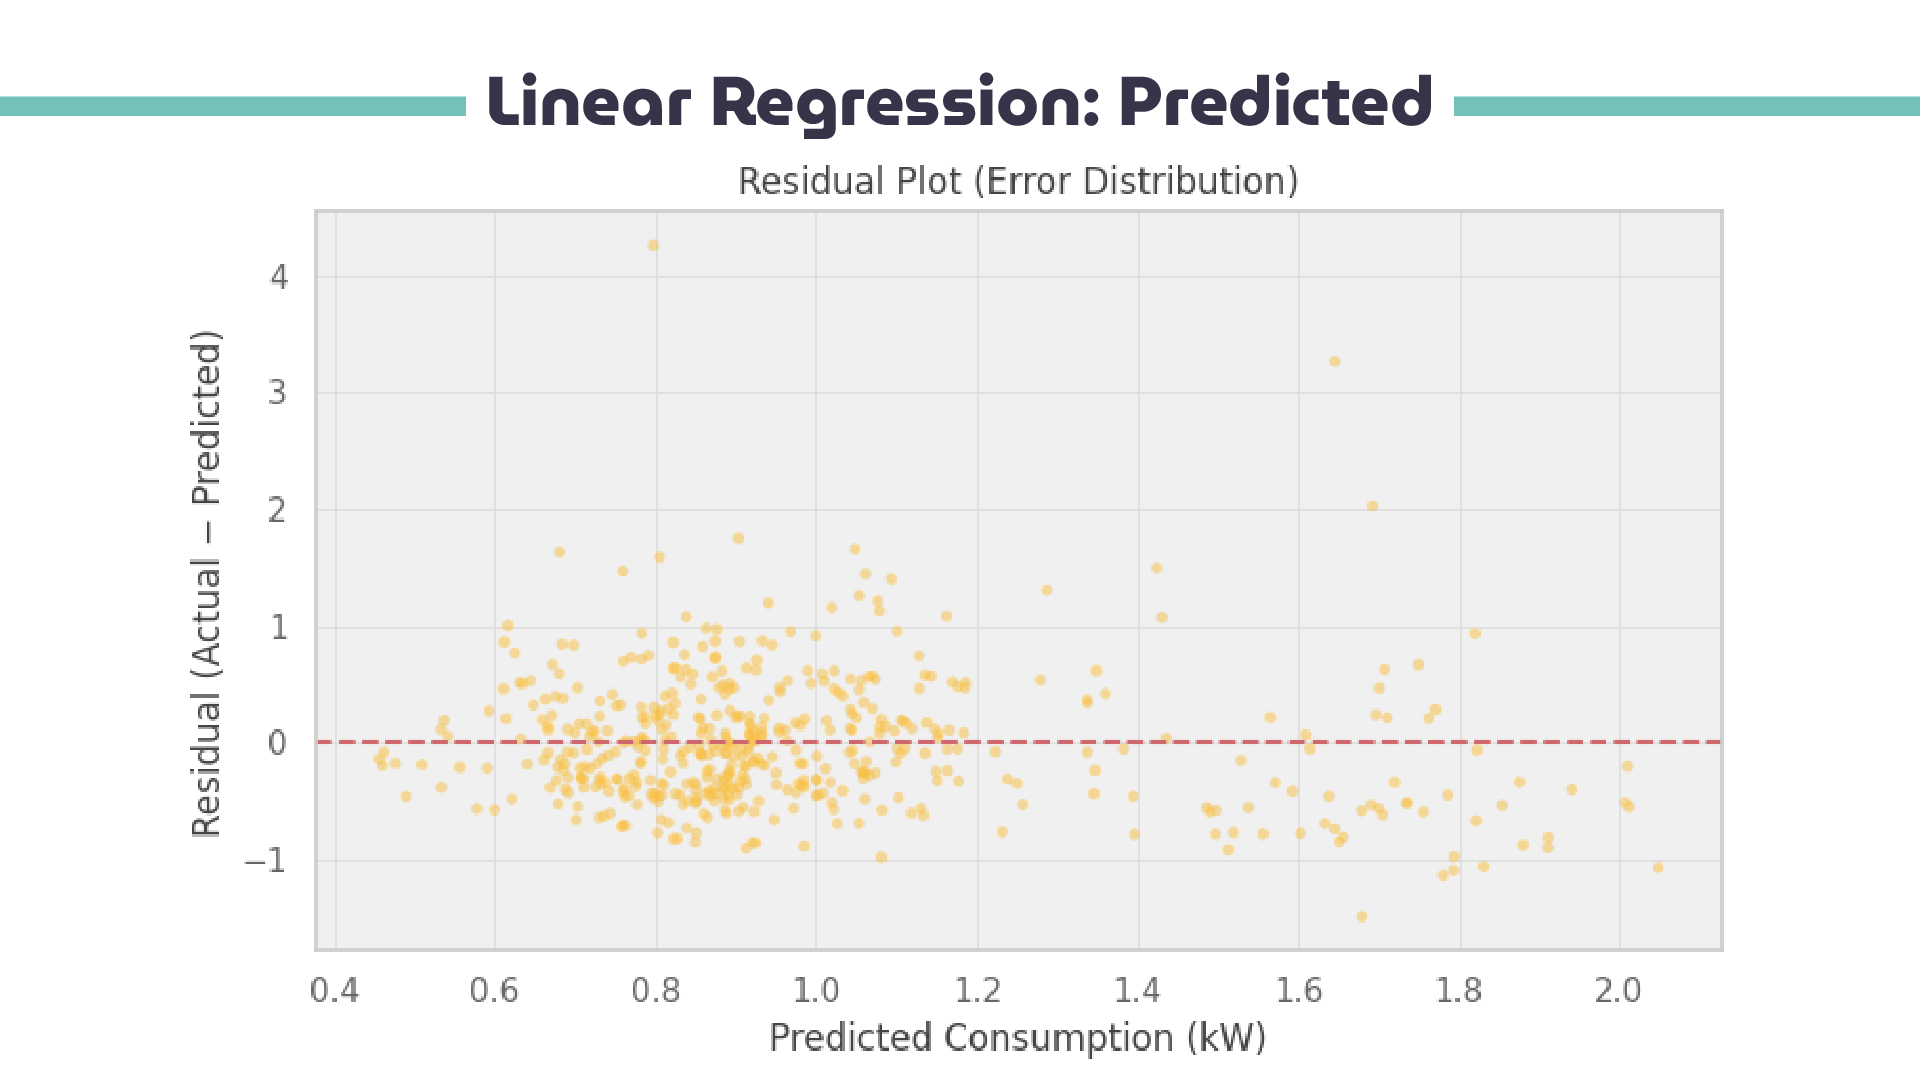 Linear Regression: Predicted
Residual Plot (Error Distribution)
Residual (Actual − Predicted)
4
3
2
1
0
−1
0.4 0.6 0.8 1.0 1.2 1.4 1.6 1.8 2.0
Predicted Consumption (kW)